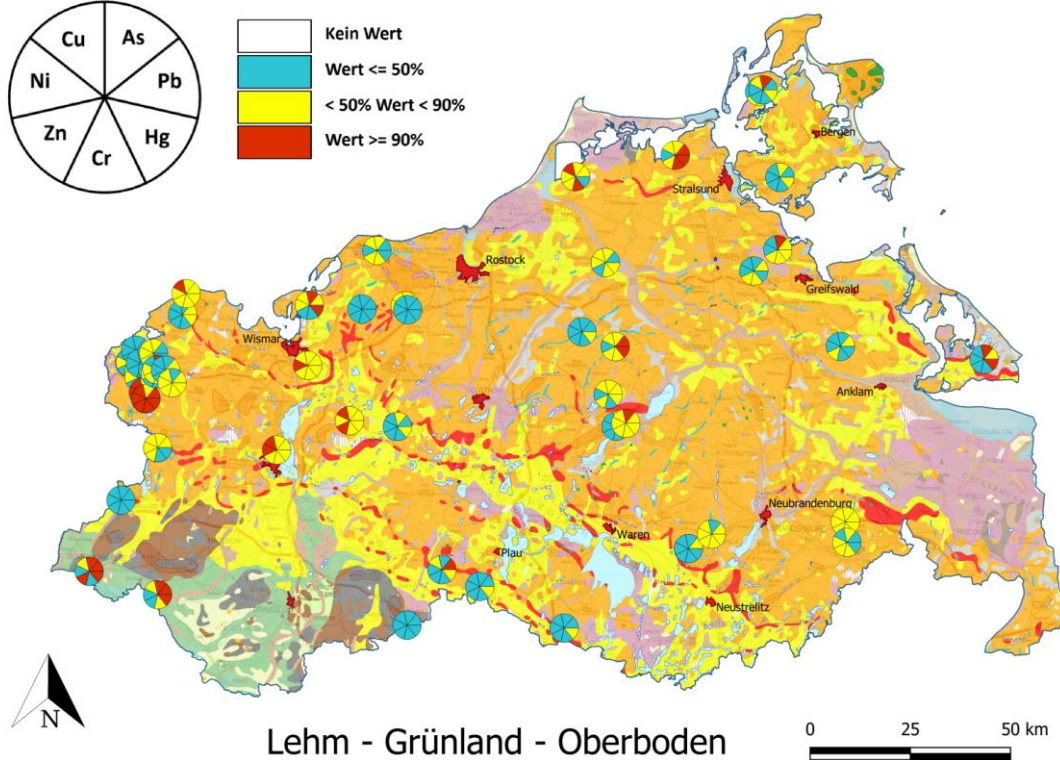 Cu
As
Ni
Pb
Zn
Hg
Cr
Kein Wert
Wert <= 50%
< 50% Wert < 90%
Wert >= 90%
Bergen
Stralsund
Rostock
Greifswald
Wismar
Anklam
Neubrandenburg
Waren
Plau
Neustrelitz
N
Lehm - Grünland - Oberboden
0 25 50 km